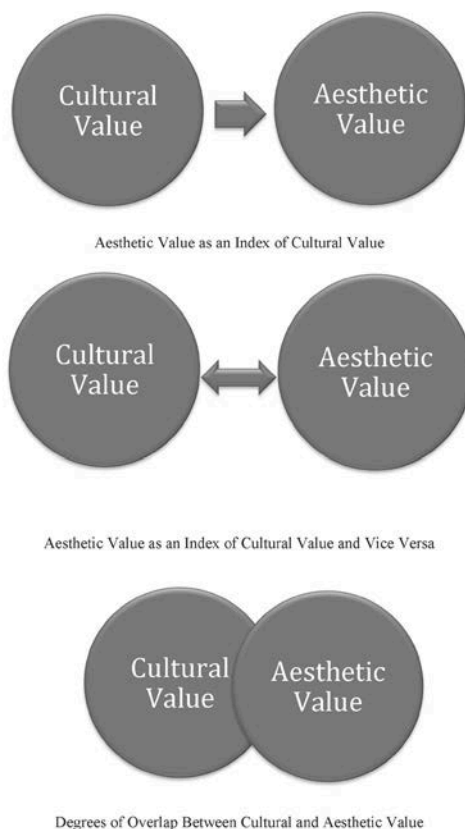 Cultural
Value
Aesthetic
Value
Aesthetic Value as an Index of Cultural Value
Cultural
Value
Aesthetic
Value
Aesthetic Value as an Index of Cultural Value and Vice Versa
Cultural
Value
Aesthetic
Value
Degrees of Overlap Between Cultural and Aesthetic Value